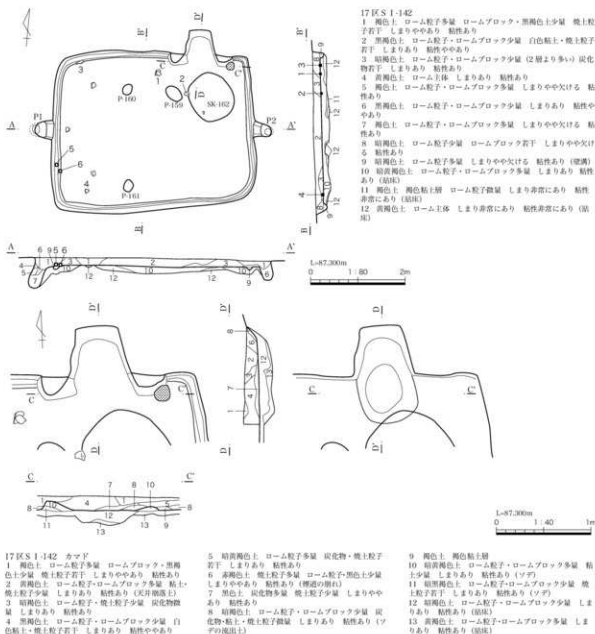 17区SI-142
1 褐色土 ローム粒子多量 ロームブロック・黒褐色土少量 焼土粒
子若干 しまりややあり 粘性あり
2 黒褐色土 ローム粒子・ロームブロック少量 白色粘土・焼土粒子
若干 しまりあり 粘性ややあり
3 暗褐色土 ローム粒子・ロームブロック少量(2層より多い) 炭化
物若干 しまりあり 粘性あり
4 黄褐色土 ローム主体 しまりあり 粘性あり
5 褐色土 ローム粒子・ロームブロック多量 しまりやや欠ける 粘
性あり
6 黒褐色土 ローム粒子・ロームブロック少量 しまりあり 粘性や
やあり
7 褐色土 ローム粒子・ロームブロック多量 しまりやや欠ける 粘
性あり
8 暗褐色土 ローム粒子少量 ロームブロック若干 しまりやや欠け
る 粘性あり
9 暗褐色土 ローム粒子多量 しまりやや欠ける 粘性あり(壁溝)
10 暗黄褐色土 ローム粒子・ロームブロック多量 しまりあり 粘性
あり(貼床)
11 褐色土 褐色粘土層 ローム粒子微量 しまり非常にあり 粘性
非常にあり(貼床)
12 黄褐色土 ローム主体 しまり非常にあり 粘性非常にあり(貼
床)
P-160
P-159
SK-162
P1
P2
P-161
A
A'
B
B'
C
C'
D
D'
L=87.300m
0 1:80 2m
L=87.300m
0 1:40 1m
17区SI-142 カマド
1 褐色土 ローム粒子多量 ロームブロック・黒褐
色土少量 焼土粒子若干 しまりややあり 粘性あり
2 黄褐色土 ローム粒子・ロームブロック多量 粘土・
焼土粒子少量 しまりあり 粘性あり(天井崩落土)
3 暗褐色土 ローム粒子・焼土粒子少量 炭化物微
量 しまりあり 粘性あり
4 黒褐色土 ローム粒子・ロームブロック少量 白
色粘土・焼土粒子若干 しまりあり 粘性ややあり
5 暗黄褐色土 ローム粒子多量 炭化物・焼土粒子
若干 しまりあり 粘性あり
6 赤褐色土 焼土粒子多量 ローム粒子・黒色土少量
しまりややあり 粘性あり(煙道の崩れ)
7 黒色土 炭化物多量 焼土粒子少量 しまりやや
あり 粘性あり
8 暗褐色土 ローム粒子・ロームブロック少量 炭
化物・粘土・焼土粒子微量 しまりあり 粘性あり(ソ
デの流出土)
9 褐色土 褐色粘土層
10 暗黄褐色土 ローム粒子・ロームブロック多量 粘
土少量 しまりあり 粘性あり(ソデ)
11 暗黒褐色土 ローム粒子・ロームブロック少量 焼
土粒子若干 しまりあり 粘性あり(ソデ)
12 暗褐色土 ローム粒子・ロームブロック少量 しま
りあり 粘性あり(貼床)
13 黄褐色土 ローム粒子・ロームブロック多量 しま
りあり 粘性あり(貼床)